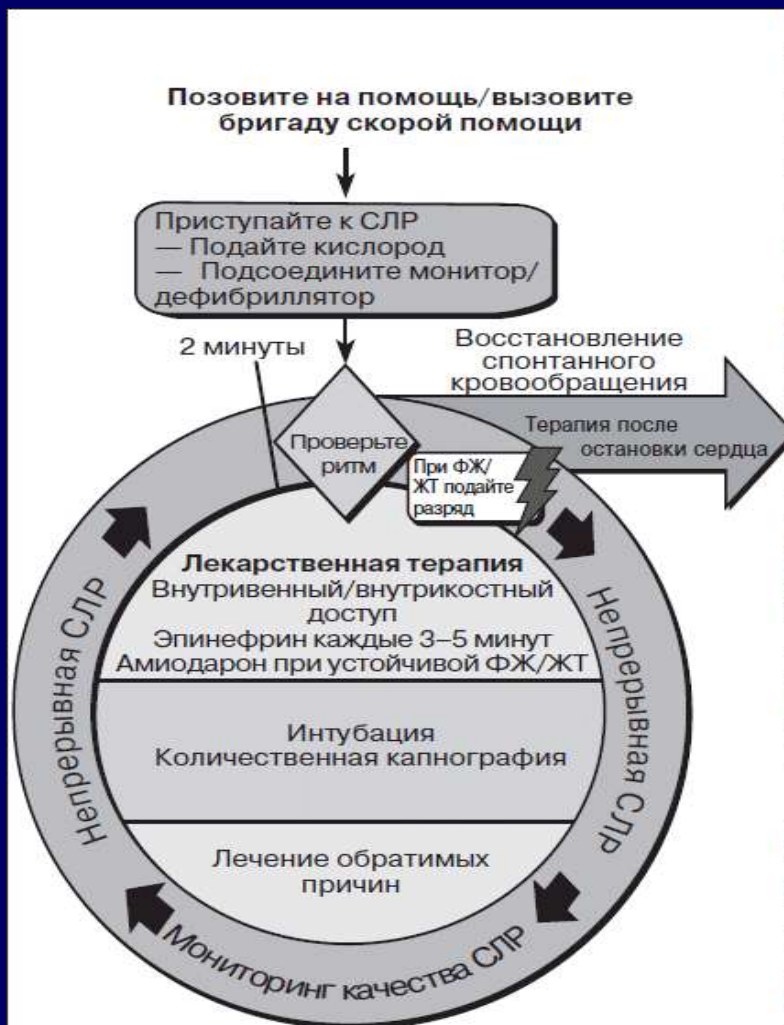 Позовите на помощь/вызовите
бригаду скорой помощи
Приступайте к СЛР
— Подайте кислород
— Подсоедините монитор/
дефибриллятор
2 минуты
Восстановление
спонтанного
кровообращения
Терапия после
остановки сердца
Проверьте
ритм
При ФЖ/
ЖТ подайте
разряд
Лекарственная терапия
Внутривенный/внутрикостный
доступ
Эпинефрин каждые 3–5 минут
Амиодарон при устойчивой ФЖ/ЖТ
Интубация
Количественная капнография
Лечение обратимых
причин
Непрерывная СЛР
Непрерывная СЛР
Мониторинг качества СЛР